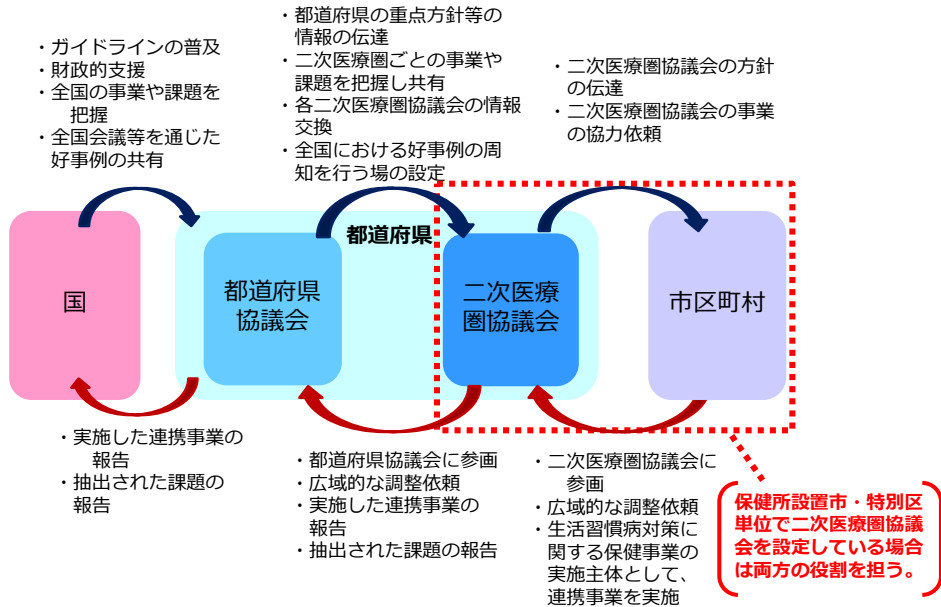 ・ガイドラインの普及
・財政的支援
・全国の事業や課題を
把握
・全国会議等を通じた
好事例の共有
・都道府県の重点方針等の
情報の伝達
・二次医療圏ごとの事業や
課題を把握し共有
・各二次医療圏協議会の情報
交換
・全国における好事例の周
知を行う場の設定
・二次医療圏協議会の方針
の伝達
・二次医療圏協議会の事業
の協力依頼
都道府県
国
都道府県
協議会
二次医療
圏協議会
市区町村
・実施した連携事業の
報告
・抽出された課題の
報告
・都道府県協議会に参画
・広域的な調整依頼
・実施した連携事業の
報告
・抽出された課題の報告
・二次医療圏協議会に
参画
・広域的な調整依頼
・生活習慣病対策に
関する保健事業の
実施主体として、
連携事業を実施
保健所設置市・特別区
単位で二次医療圏協議
会を設定している場合
は両方の役割を担う。